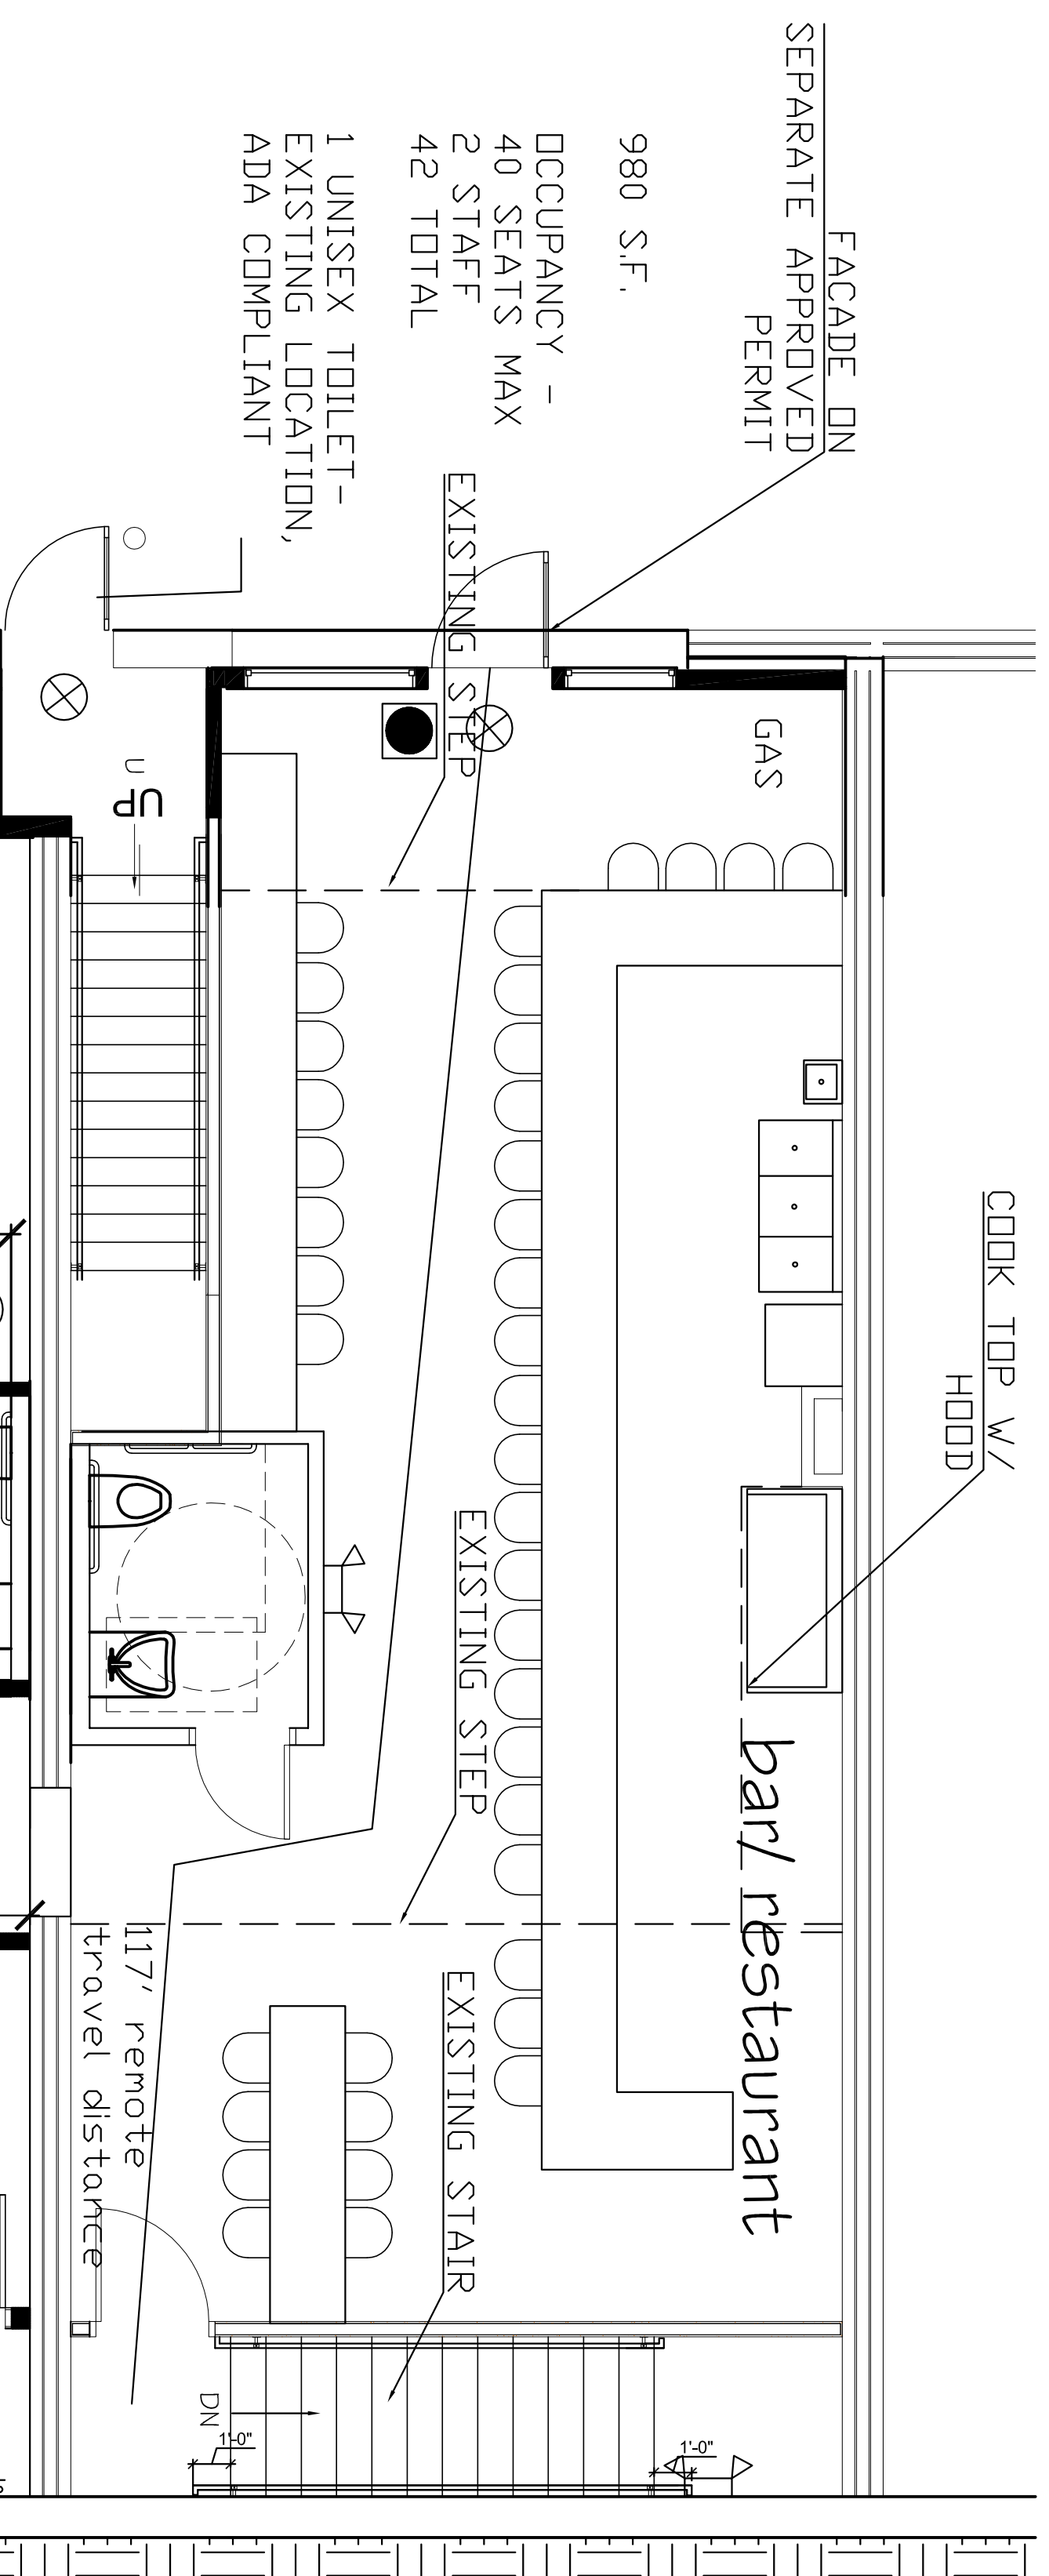 FACADE ON
SEPARATE APPROVED
PERMIT
980 S.F.
OCCUPANCY -
40 SEATS MAX
2 STAFF
42 TOTAL
1 UNISEX TOILET-
EXISTING LOCATION,
ADA COMPLIANT
EXISTING STEP
GAS
U
UP
COOK TOP W/
HOOD
EXISTING STEP
bar/ restaurant
117' remote
travel distance
EXISTING STAIR
DN
1'-0"
1'-0"